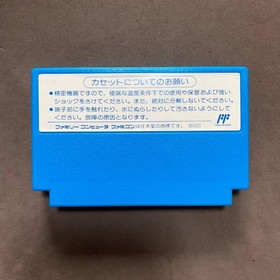 カセットについてのお願い
●精密機器ですので、極端な温度条件下での使用や保管および強い
ショックをさけてください。また、絶対に分解しないでください。
●端子部に手を触れたり、水にぬらしたりして汚さないようにしてく
ださい。故障の原因となります。
ファミリーコンピュータ・ファミコンは任天堂の商標です。